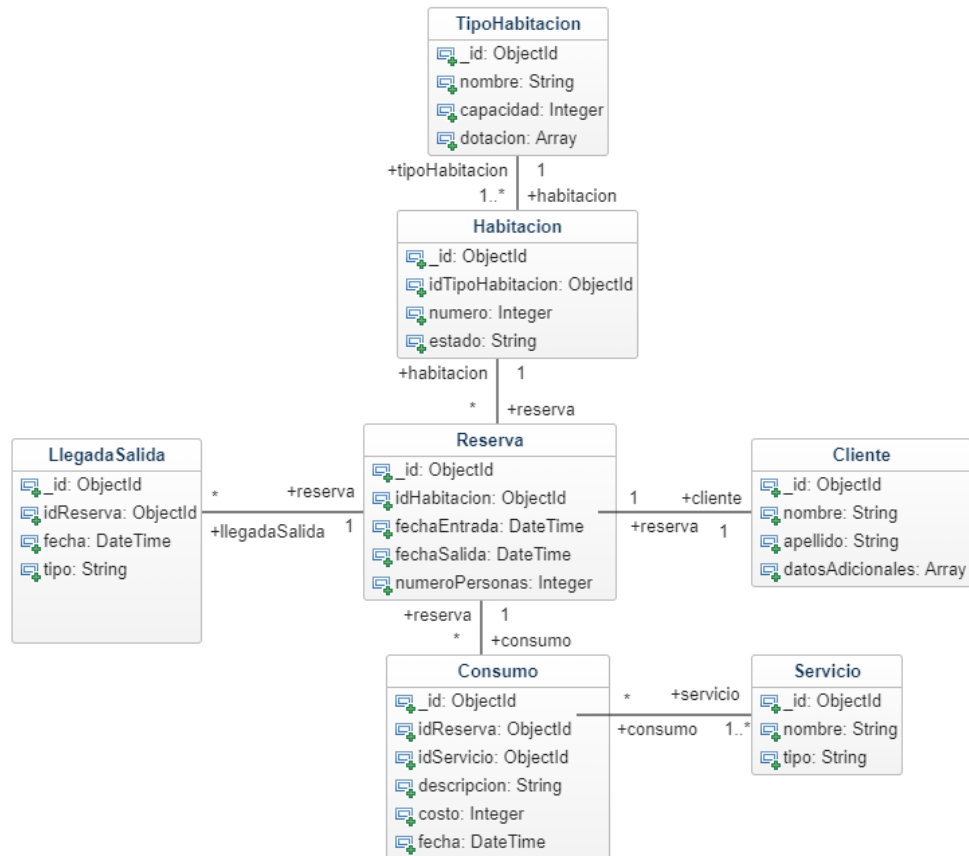 TipoHabitacion
_id: ObjectId
nombre: String
capacidad: Integer
dotacion: Array
+tipoHabitacion 1
1..* +habitacion
Habitacion
_id: ObjectId
idTipoHabitacion: ObjectId
numero: Integer
estado: String
+habitacion 1
* +reserva
LlegadaSalida
_id: ObjectId
idReserva: ObjectId
fecha: DateTime
tipo: String
* +reserva
+llegadaSalida 1
Reserva
_id: ObjectId
idHabitacion: ObjectId
fechaEntrada: DateTime
fechaSalida: DateTime
numeroPersonas: Integer
1 +cliente
+reserva 1
Cliente
_id: ObjectId
nombre: String
apellido: String
datosAdicionales: Array
+reserva 1
* +consumo
Consumo
_id: ObjectId
idReserva: ObjectId
idServicio: ObjectId
descripcion: String
costo: Integer
fecha: DateTime
* +servicio
+consumo 1..*
Servicio
_id: ObjectId
nombre: String
tipo: String